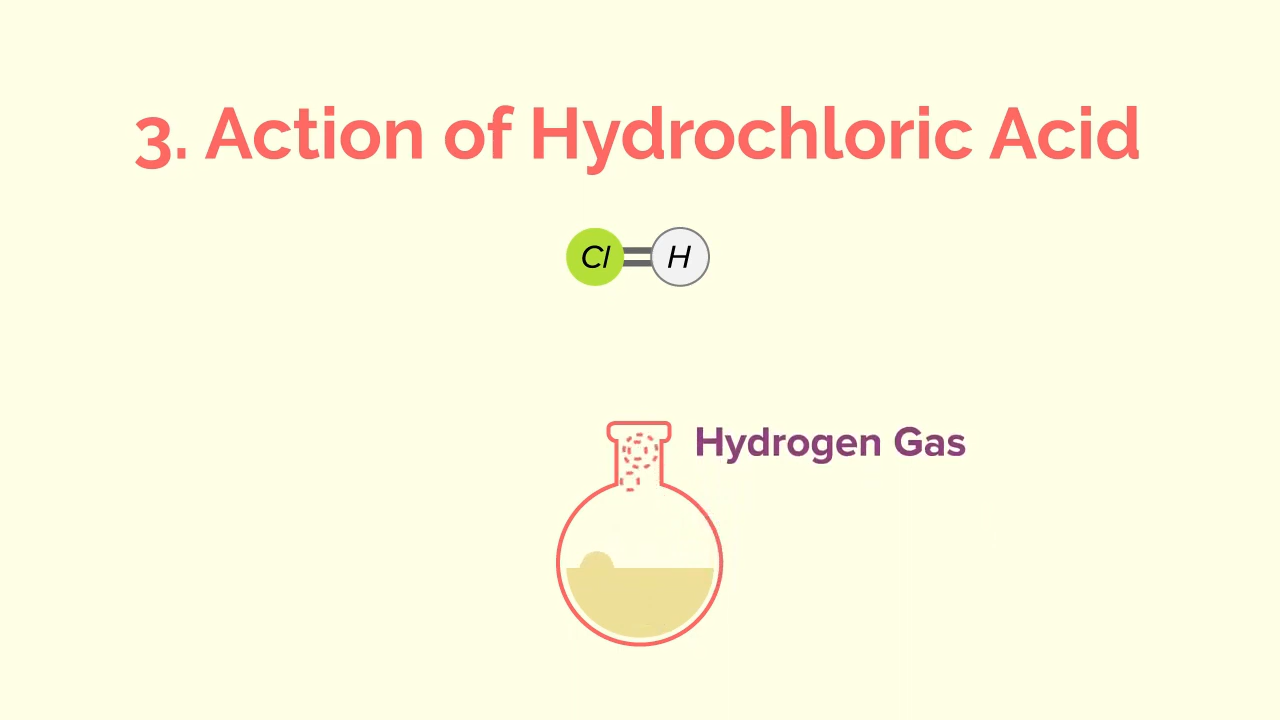 3. Action of Hydrochloric Acid
Cl H
Hydrogen Gas